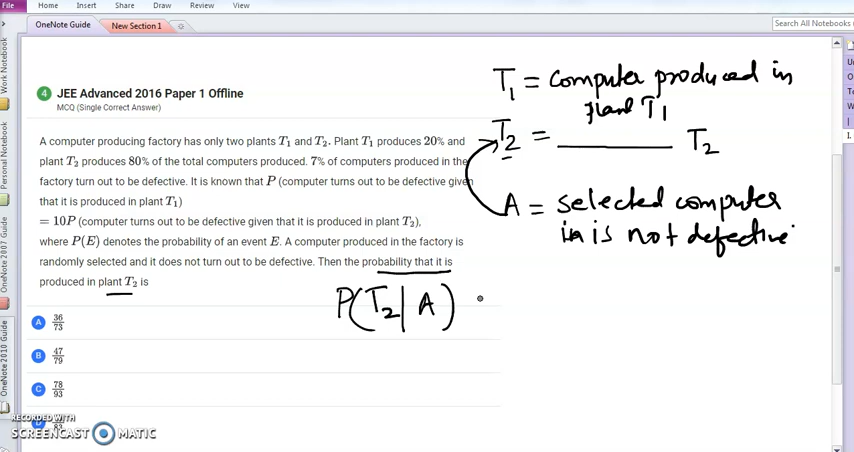 File Home Insert Share Draw Review View
OneNote Guide New Section 1
Search All Notebooks (
4 JEE Advanced 2016 Paper 1 Offline
MCQ (Single Correct Answer)
A computer producing factory has only two plants T₁ and T₂. Plant T₁ produces 20% and
plant T₂ produces 80% of the total computers produced. 7% of computers produced in the
factory turn out to be defective. It is known that P (computer turns out to be defective given
that it is produced in plant T₁)
= 10P (computer turns out to be defective given that it is produced in plant T₂),
where P(E) denotes the probability of an event E. A computer produced in the factory is
randomly selected and it does not turn out to be defective. Then the probability that it is
produced in plant T₂ is
A 36/73
B 47/79
C 78/93
83
T₁ = computer produced in
plant T₁
T₂ = ________ T₂
A = selected computer
in is not defective
P(T₂ | A)
Work Notebook
Personal Notebook
OneNote 2007 Guide
OneNote 2010 Guide
RECORDED WITH
SCREENCAST MATIC